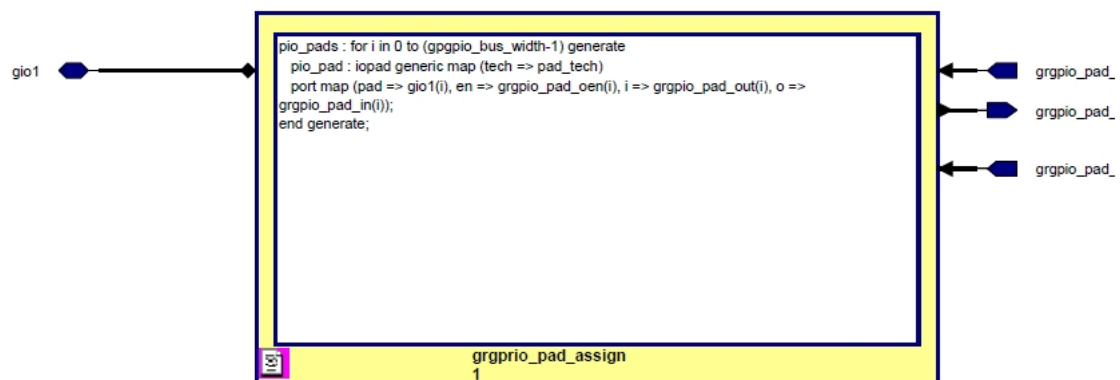 pio_pads : for i in 0 to (gpgpio_bus_width-1) generate
pio_pad : iopad generic map (tech => pad_tech)
port map (pad => gio1(i), en => grgpio_pad_oen(i), i => grgpio_pad_out(i), o =>
grgpio_pad_in(i));
end generate;
gio1
grgpio_pad_
grgpio_pad_
grgpio_pad_
grgprio_pad_assign
1